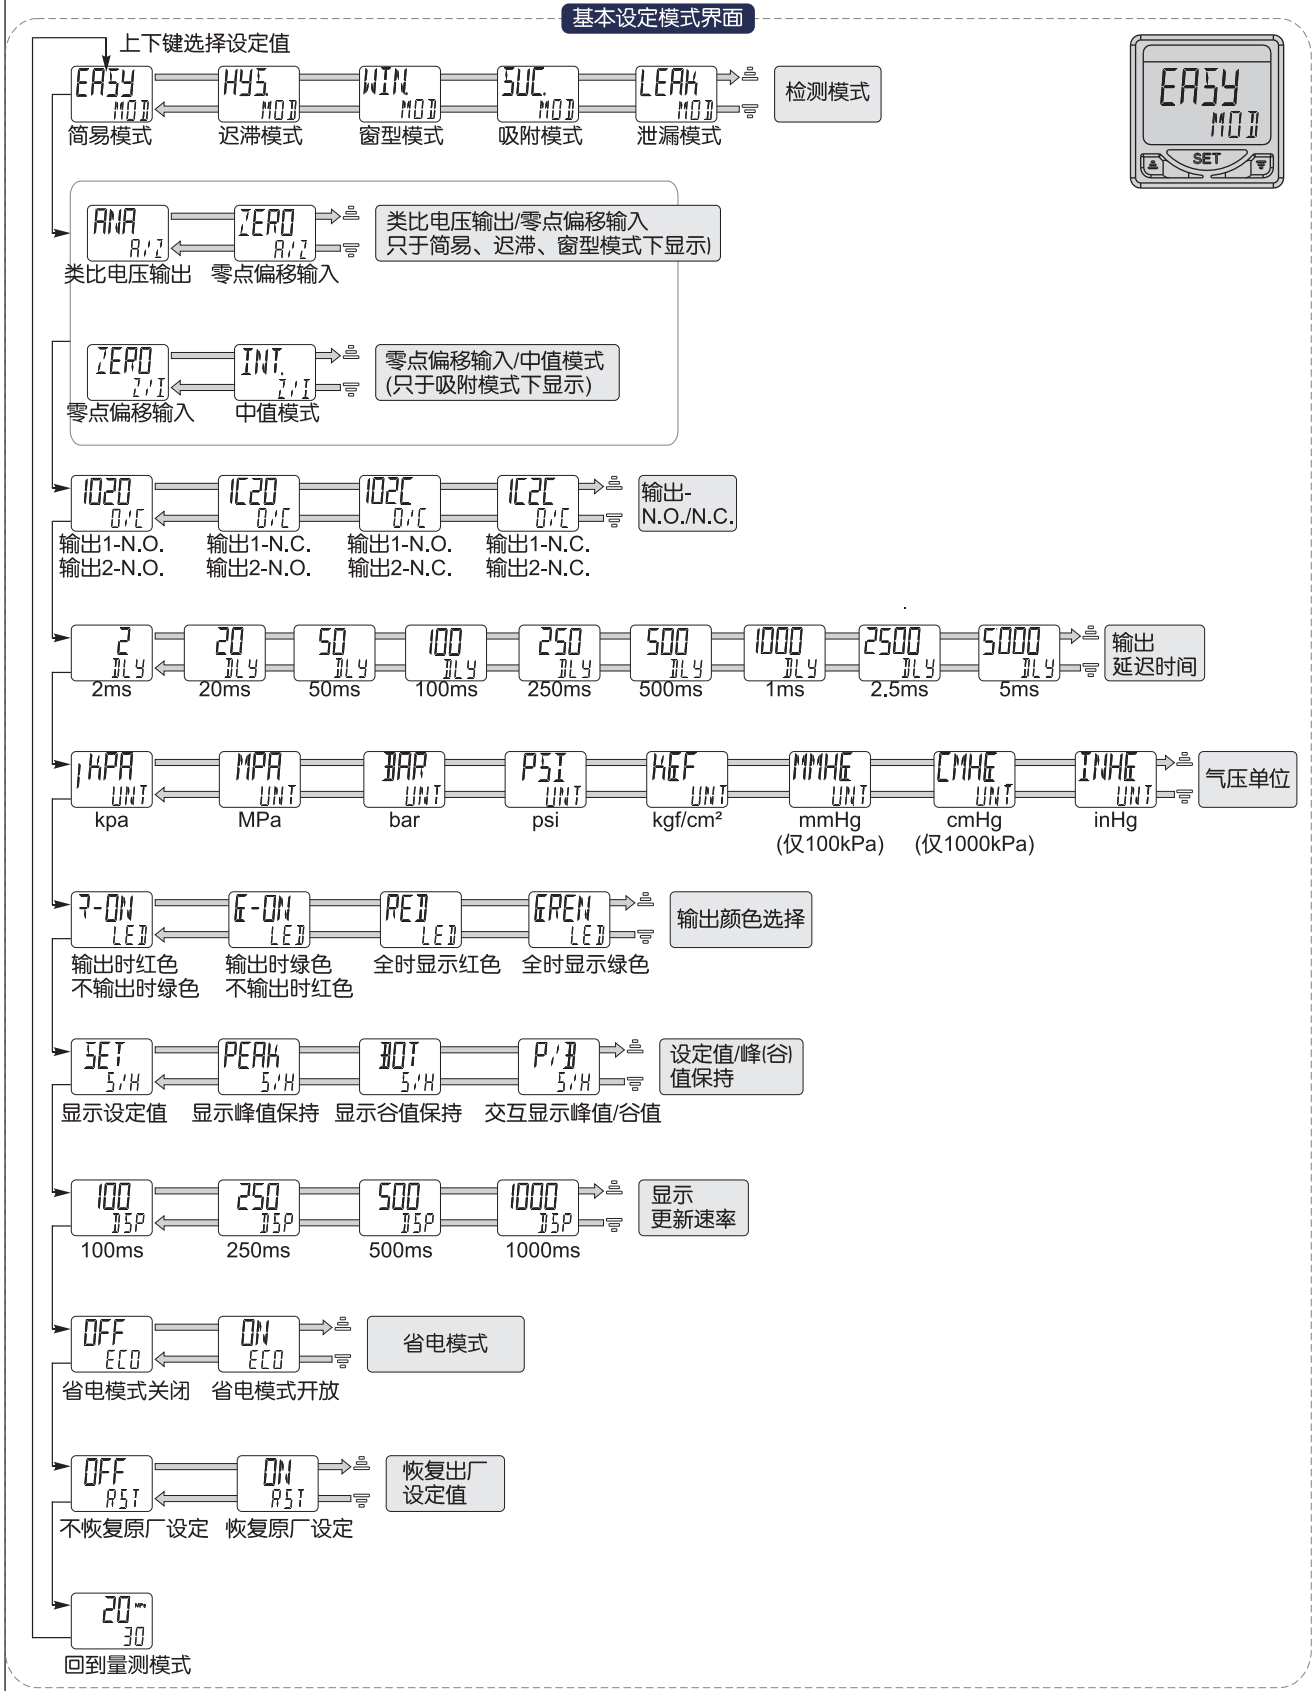 基本设定模式界面
上下键选择设定值
EASY HYS. WIN. SUC. LEAK
MOD MOD MOD MOD MOD
检测模式
简易模式 迟滞模式 窗型模式 吸附模式 泄漏模式
EASY
MOD
SET
ANA ZERO
A/Z A/Z
类比电压输出/零点偏移输入
只于简易、迟滞、窗型模式下显示)
类比电压输出 零点偏移输入
ZERO INT.
Z/I Z/I
零点偏移输入/中值模式
(只于吸附模式下显示)
零点偏移输入 中值模式
1O2O 1C2O 1O2C 1C2C
O/C O/C O/C O/C
输出-
N.O./N.C.
输出1-N.O. 输出1-N.C. 输出1-N.O. 输出1-N.C.
输出2-N.O. 输出2-N.O. 输出2-N.C. 输出2-N.C.
2 20 50 100 250 500 1000 2500 5000
DLY DLY DLY DLY DLY DLY DLY DLY DLY
输出
延迟时间
2ms 20ms 50ms 100ms 250ms 500ms 1ms 2.5ms 5ms
KPA MPA BAR PSI KGF MMHG CMHG INHG
UNT UNT UNT UNT UNT UNT UNT UNT
气压单位
kpa MPa bar psi kgf/cm² mmHg cmHg inHg
(仅100kPa) (仅1000kPa)
R-ON G-ON RED GREN
LED LED LED LED
输出颜色选择
输出时红色 输出时绿色 全时显示红色 全时显示绿色
不输出时绿色 不输出时红色
SET PEAK BOT P/B
S/H S/H S/H S/H
设定值/峰(谷)
值保持
显示设定值 显示峰值保持 显示谷值保持 交互显示峰值/谷值
100 250 500 1000
DSP DSP DSP DSP
显示
更新速率
100ms 250ms 500ms 1000ms
OFF ON
ECO ECO
省电模式
省电模式关闭 省电模式开放
OFF ON
RST RST
恢复出厂
设定值
不恢复原厂设定 恢复原厂设定
20 MPa
30
回到量测模式